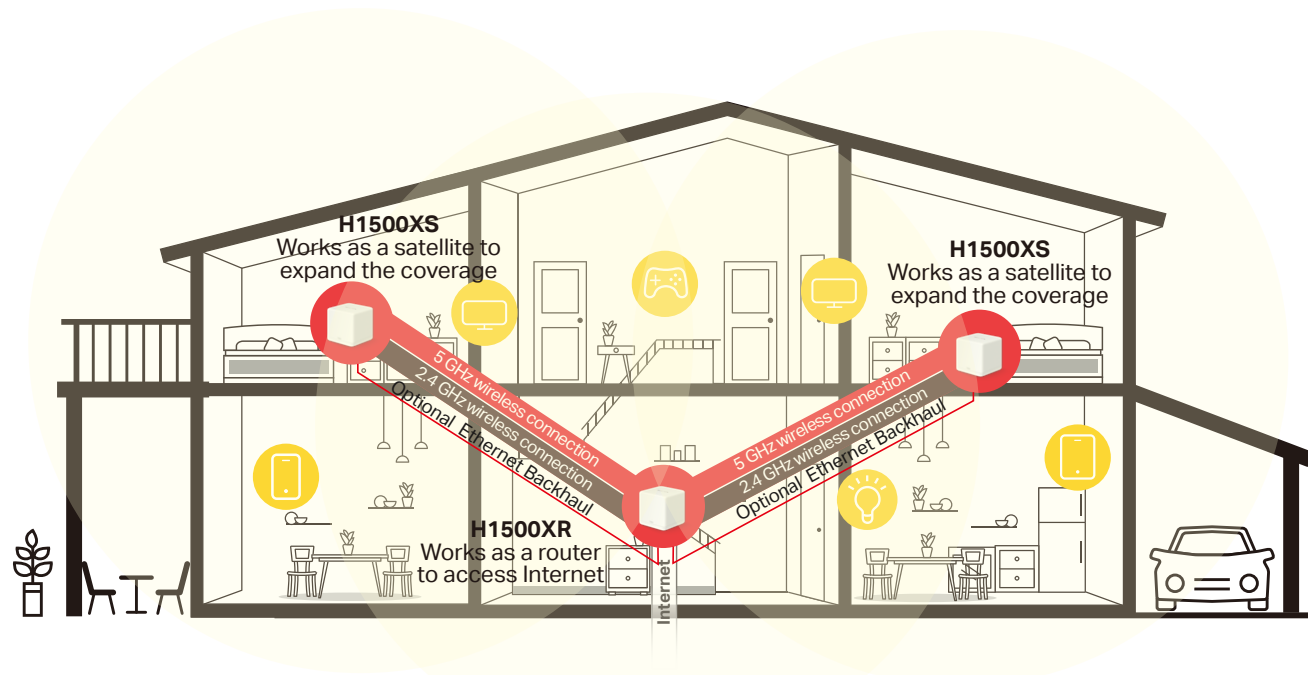 H1500XS
Works as a satellite to
expand the coverage
H1500XS
Works as a satellite to
expand the coverage
5 GHz wireless connection
2.4 GHz wireless connection
Optional Ethernet Backhaul
5 GHz wireless connection
2.4 GHz wireless connection
Optional Ethernet Backhaul
H1500XR
Works as a router
to access Internet
Internet